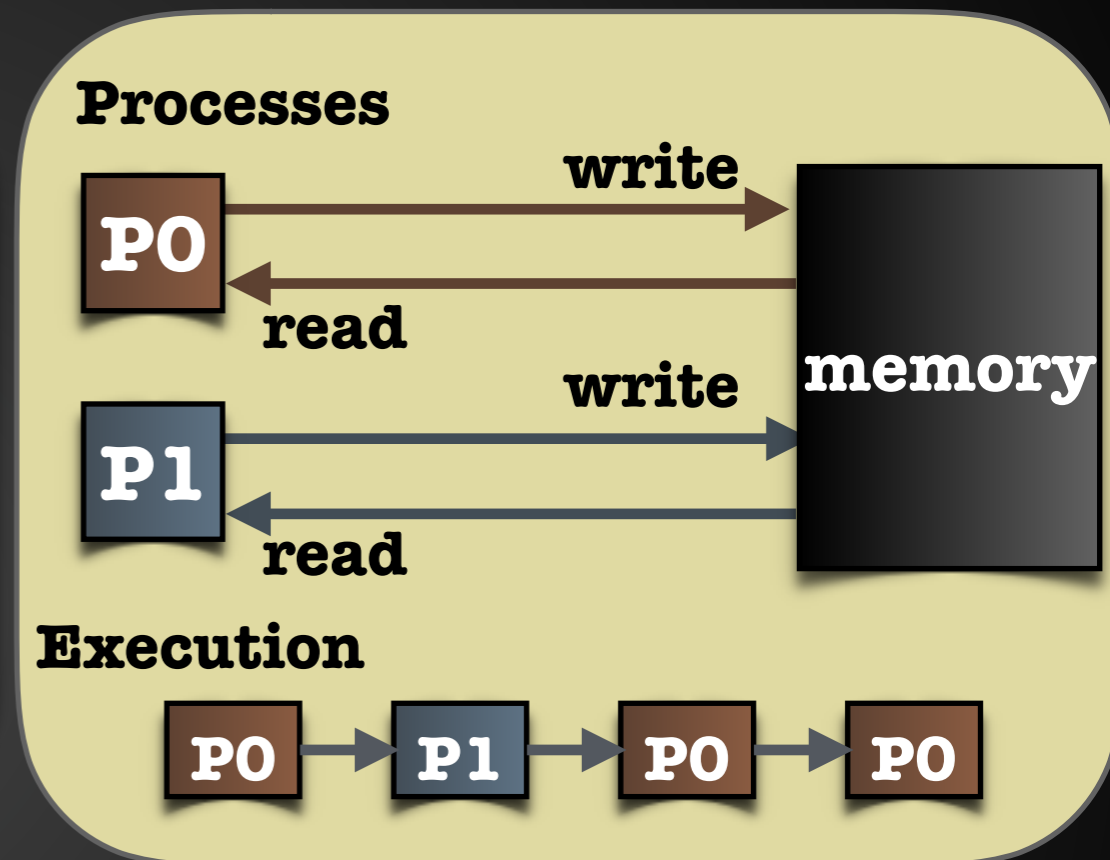 Processes
write
P0
read
memory
write
P1
read
Execution
P0 P1 P0 P0